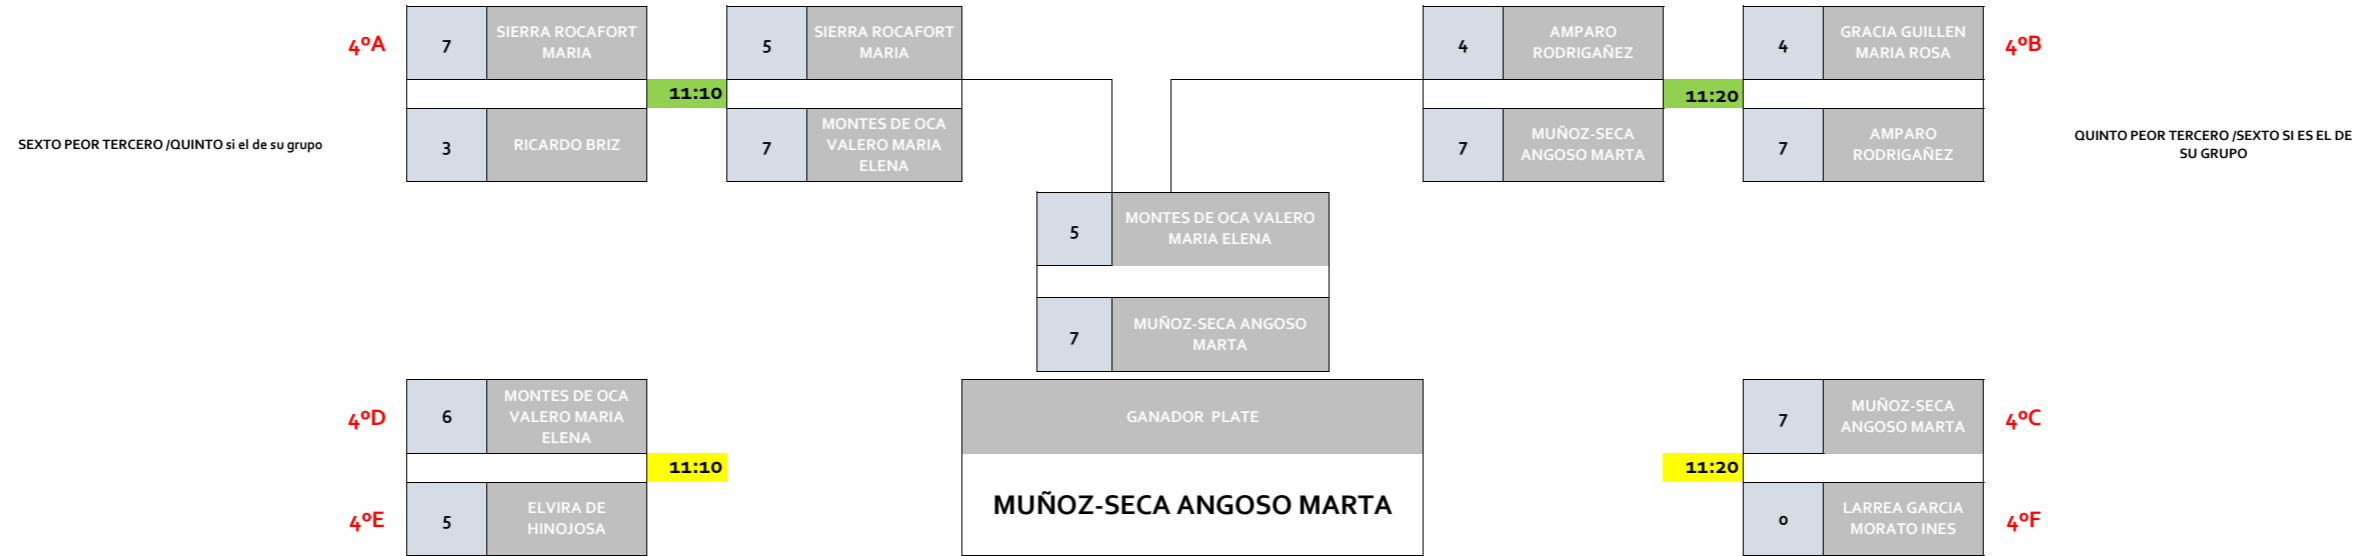 4ºA
7
SIERRA ROCAFORT
MARIA
5
SIERRA ROCAFORT
MARIA
4
AMPARO
RODRIGAÑEZ
4
GRACIA GUILLEN
MARIA ROSA
4ºB
11:10
11:20
SEXTO PEOR TERCERO /QUINTO si el de su grupo
3
RICARDO BRIZ
7
MONTES DE OCA
VALERO MARIA
ELENA
7
MUÑOZ-SECA
ANGOSO MARTA
7
AMPARO
RODRIGAÑEZ
QUINTO PEOR TERCERO /SEXTO SI ES EL DE
SU GRUPO
5
MONTES DE OCA VALERO
MARIA ELENA
7
MUÑOZ-SECA ANGOSO
MARTA
4ºD
6
MONTES DE OCA
VALERO MARIA
ELENA
GANADOR PLATE
7
MUÑOZ-SECA
ANGOSO MARTA
4ºC
11:10
11:20
4ºE
5
ELVIRA DE
HINOJOSA
MUÑOZ-SECA ANGOSO MARTA
0
LARREA GARCIA
MORATO INES
4ºF